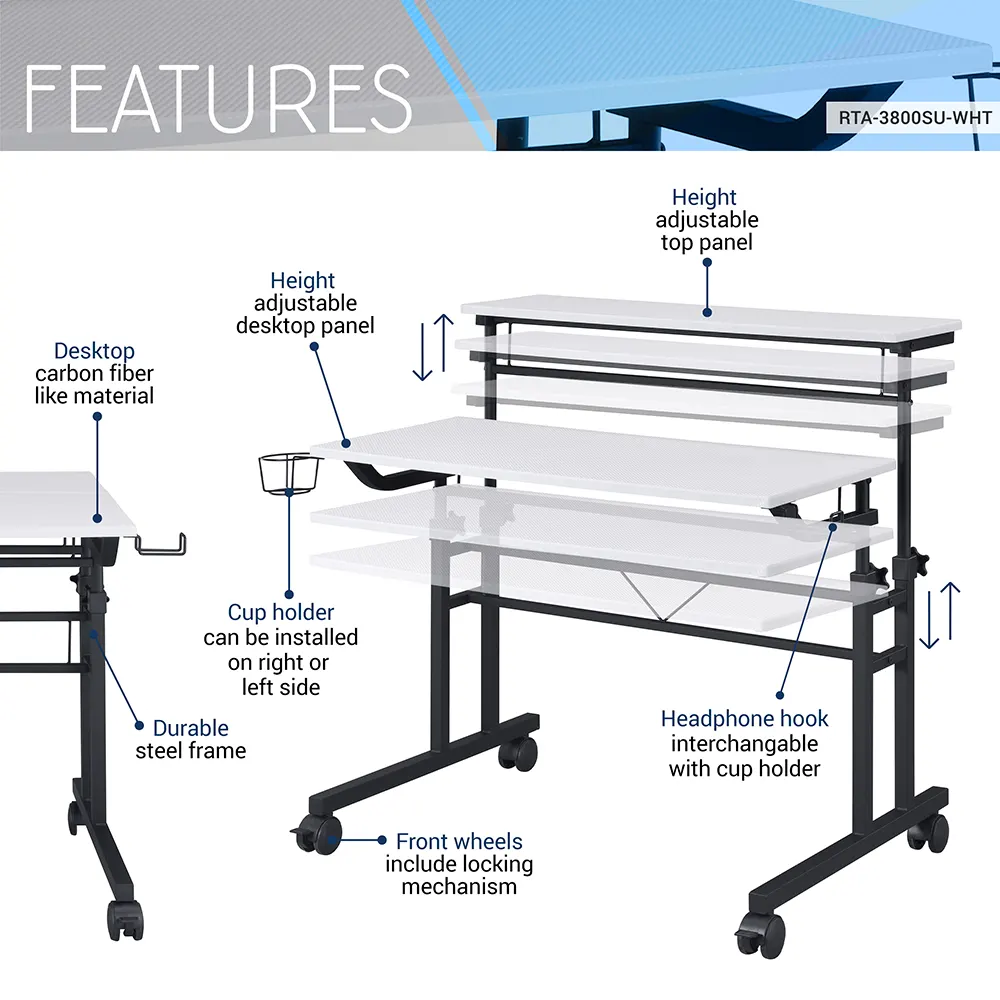 FEATURES
RTA-3800SU-WHT
Height
adjustable
top panel
Height
adjustable
desktop panel
Desktop
carbon fiber
like material
Cup holder
can be installed
on right or
left side
Durable
steel frame
Headphone hook
interchangable
with cup holder
Front wheels
include locking
mechanism